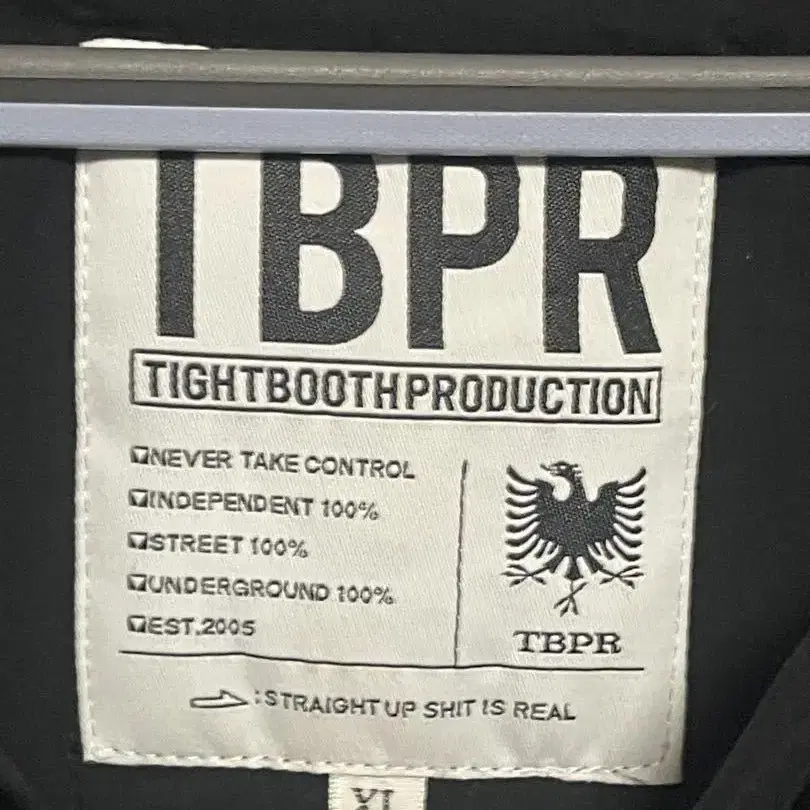 TBPR
TIGHTBOOTHPRODUCTION
NEVER TAKE CONTROL
INDEPENDENT 100%
STREET 100%
UNDERGROUND 100%
EST.2005
TBPR
:STRAIGHT UP SHIT IS REAL
XL